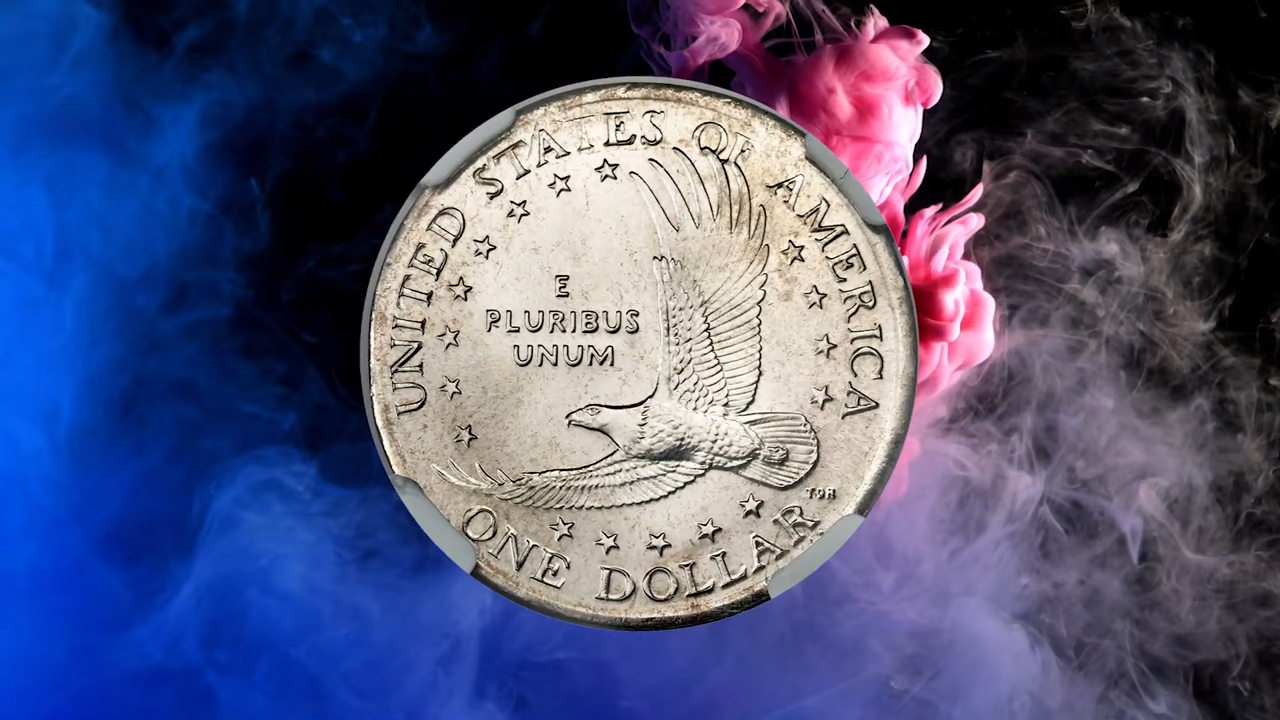 UNITED STATES OF AMERICA
E
PLURIBUS
UNUM
ONE DOLLAR
TDR